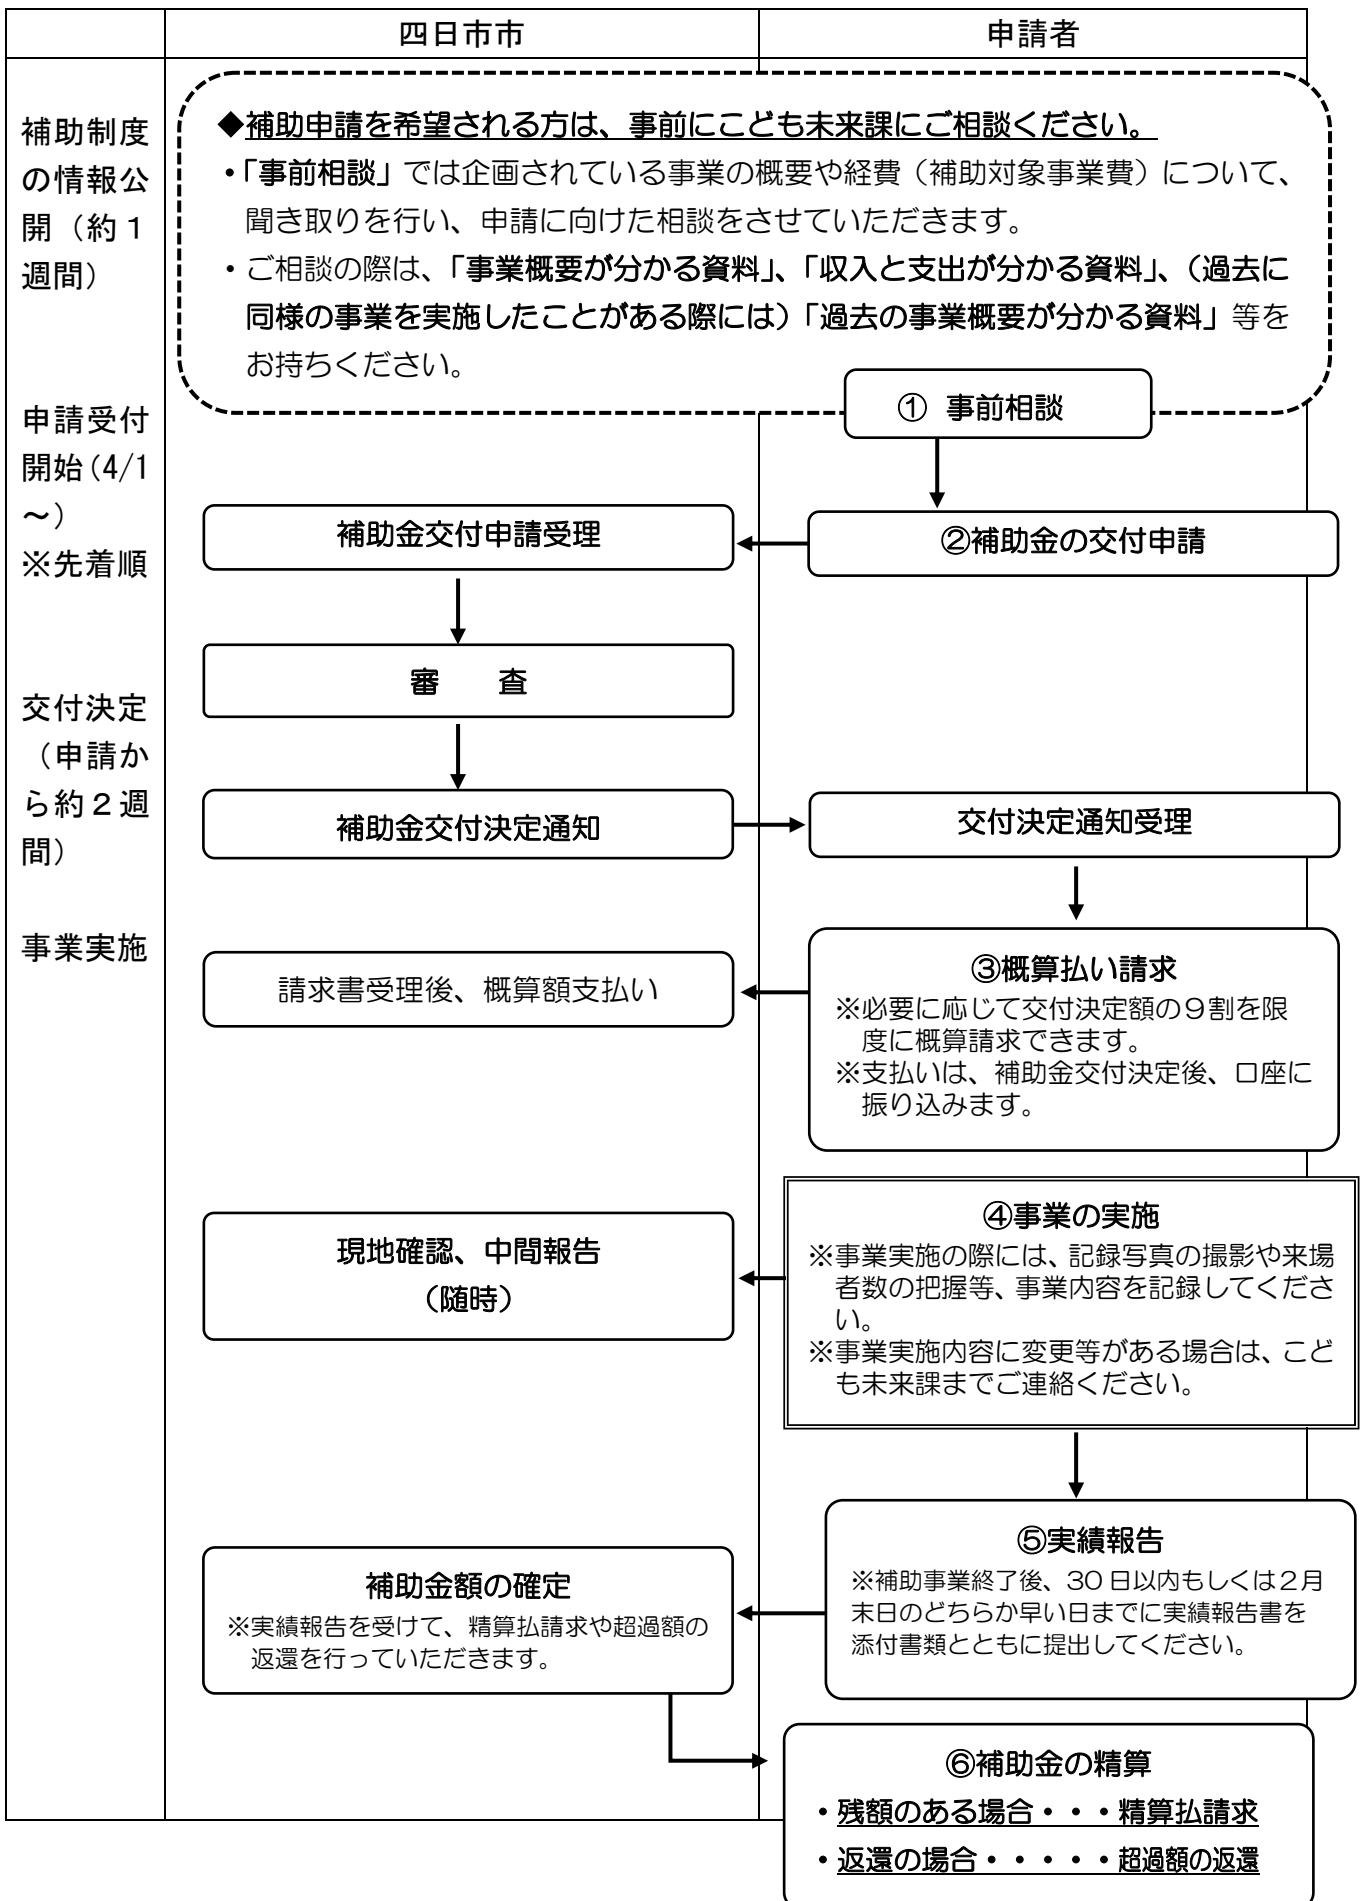 四日市市
申請者
補助制度
の情報公
開（約１
週間）
◆補助申請を希望される方は、事前にこども未来課にご相談ください。
・「事前相談」では企画されている事業の概要や経費（補助対象事業費）について、
聞き取りを行い、申請に向けた相談をさせていただきます。
・ご相談の際は、「事業概要が分かる資料」、「収入と支出が分かる資料」、（過去に
同様の事業を実施したことがある際には）「過去の事業概要が分かる資料」等を
お持ちください。
① 事前相談
申請受付
開始(4/1
～）
※先着順
補助金交付申請受理
②補助金の交付申請
審　査
交付決定
（申請か
ら約２週
間）
補助金交付決定通知
交付決定通知受理
事業実施
請求書受理後、概算額支払い
③概算払い請求
※必要に応じて交付決定額の９割を限
度に概算請求できます。
※支払いは、補助金交付決定後、口座に
振り込みます。
現地確認、中間報告
（随時）
④事業の実施
※事業実施の際には、記録写真の撮影や来場
者数の把握等、事業内容を記録してくださ
い。
※事業実施内容に変更等がある場合は、こど
も未来課までご連絡ください。
補助金額の確定
※実績報告を受けて、精算払請求や超過額の
返還を行っていただきます。
⑤実績報告
※補助事業終了後、30 日以内もしくは２月
末日のどちらか早い日までに実績報告書を
添付書類とともに提出してください。
⑥補助金の精算
・残額のある場合・・・精算払請求
・返還の場合・・・・・超過額の返還